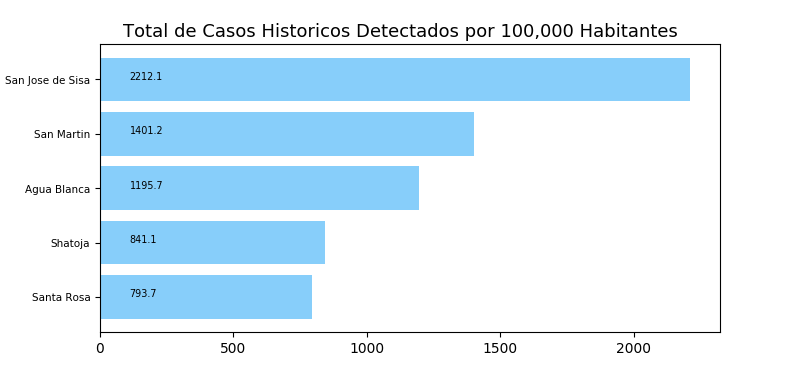 Total de Casos Historicos Detectados por 100,000 Habitantes
San Jose de Sisa 2212.1
San Martin 1401.2
Agua Blanca 1195.7
Shatoja 841.1
Santa Rosa 793.7
0 500 1000 1500 2000